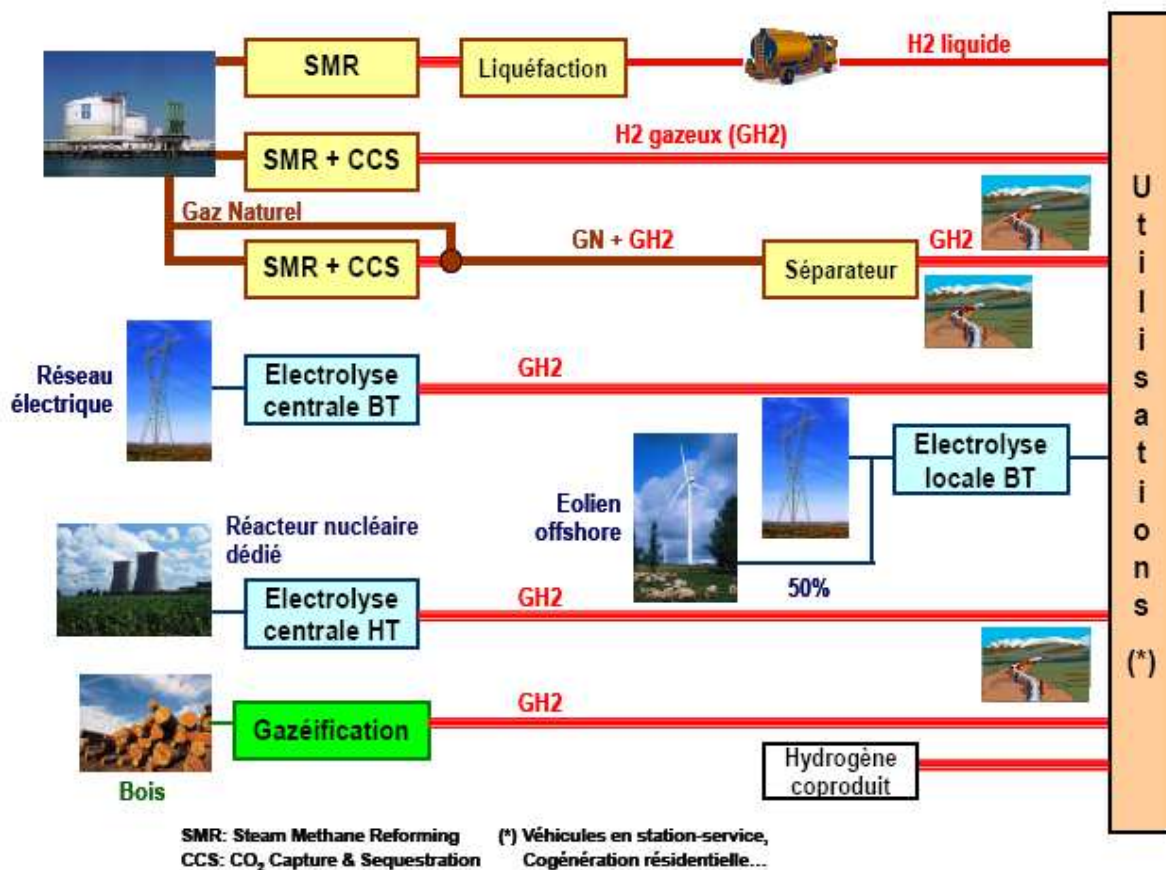 SMR
Liquéfaction
H2 liquide
SMR + CCS
H2 gazeux (GH2)
Gaz Naturel
SMR + CCS
GN + GH2
Séparateur
GH2
Réseau
électrique
Electrolyse
centrale BT
GH2
Electrolyse
locale BT
Eolien
offshore
50%
Réacteur nucléaire
dédié
Electrolyse
centrale HT
GH2
Bois
Gazéification
GH2
Hydrogène
coproduit
Utilisations (*)
SMR: Steam Methane Reforming
CCS: CO₂ Capture & Sequestration
(*) Véhicules en station-service,
Cogénération résidentielle...